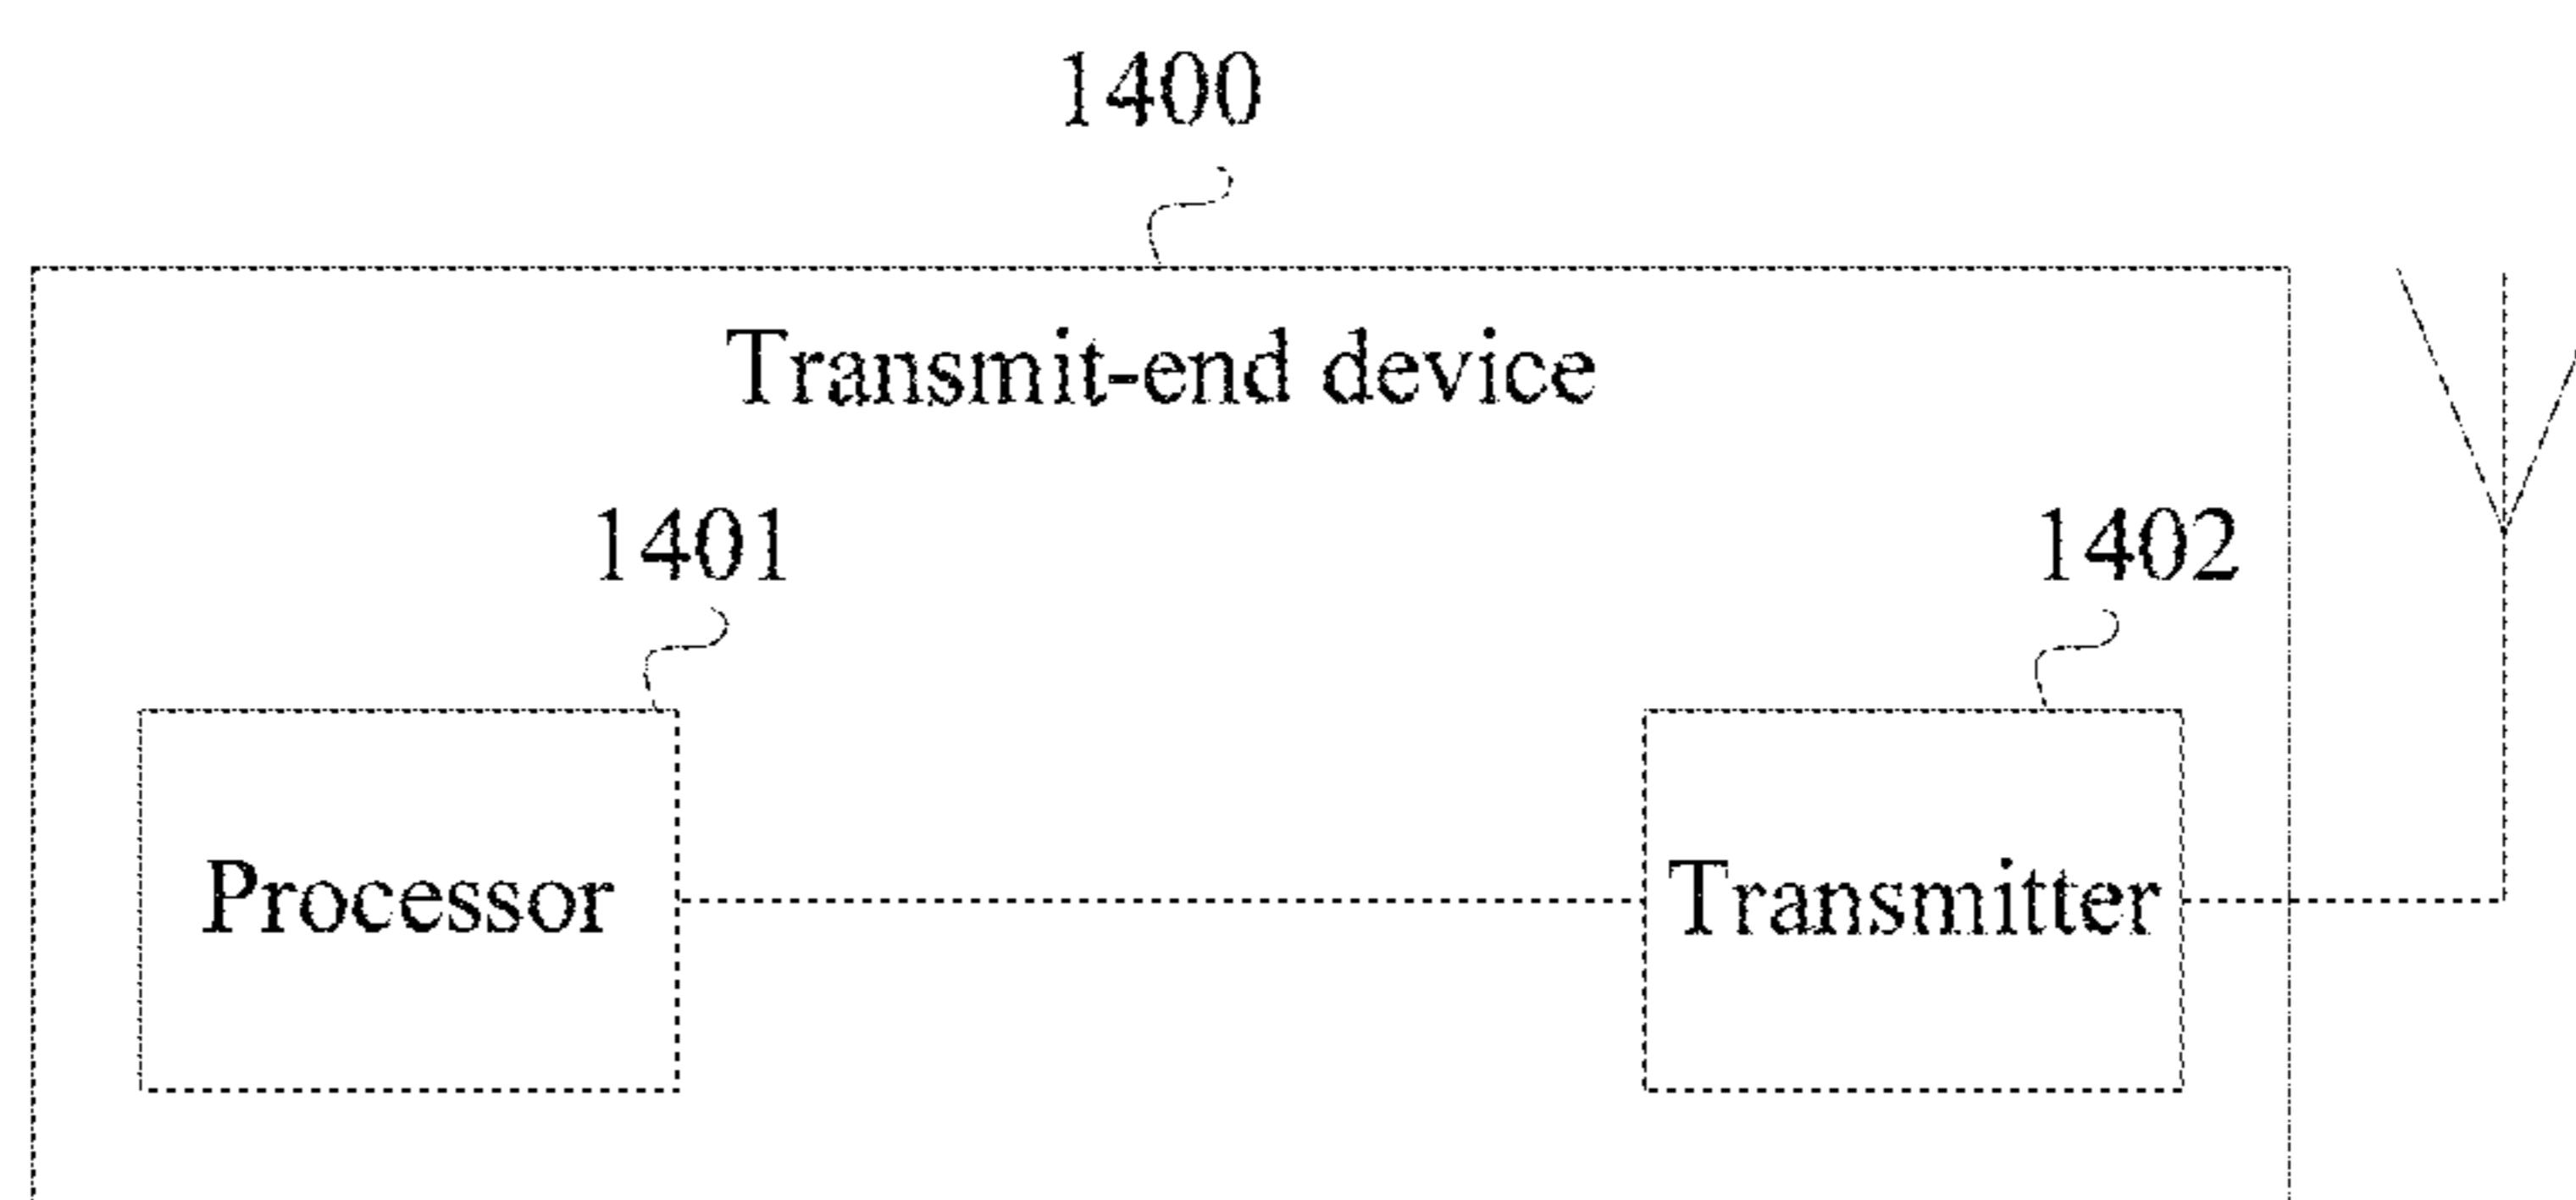 1400
Transmit-end device
1401
1402
Processor
Transmitter